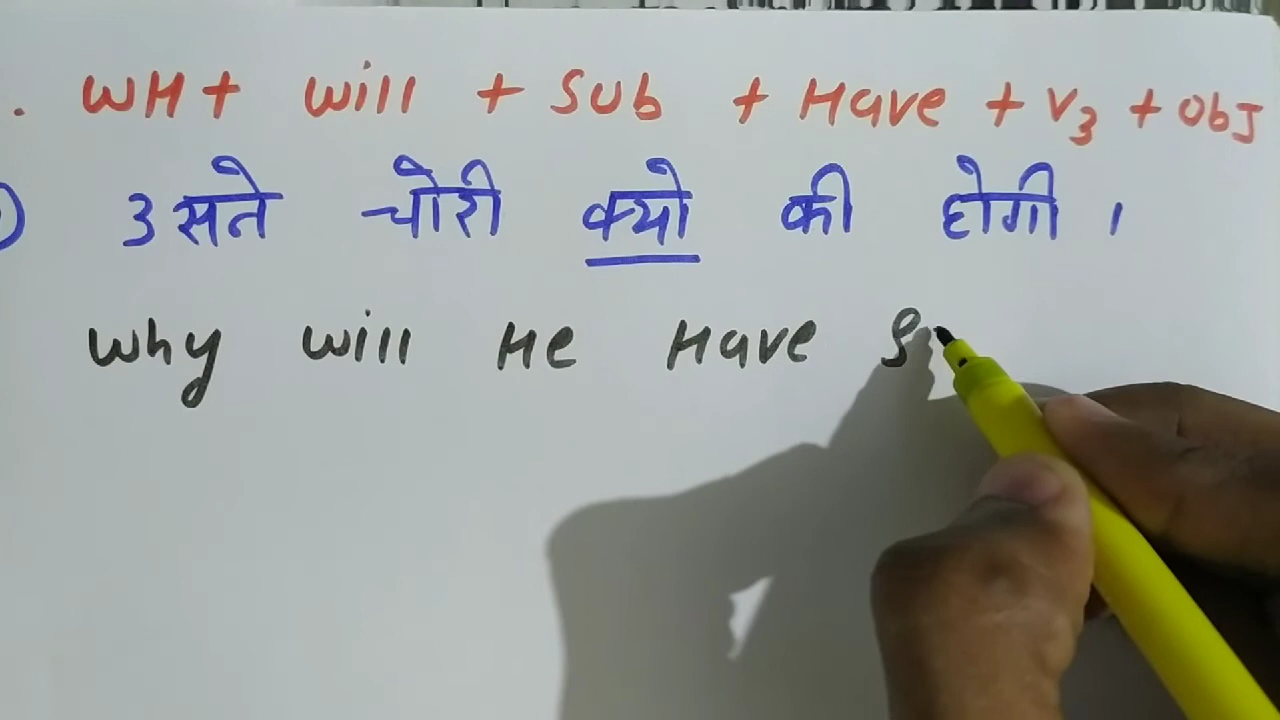 . WH + will + Sub + Have + V3 + Obj
) उसने चोरी क्यो की होगी ।
Why will He Have S